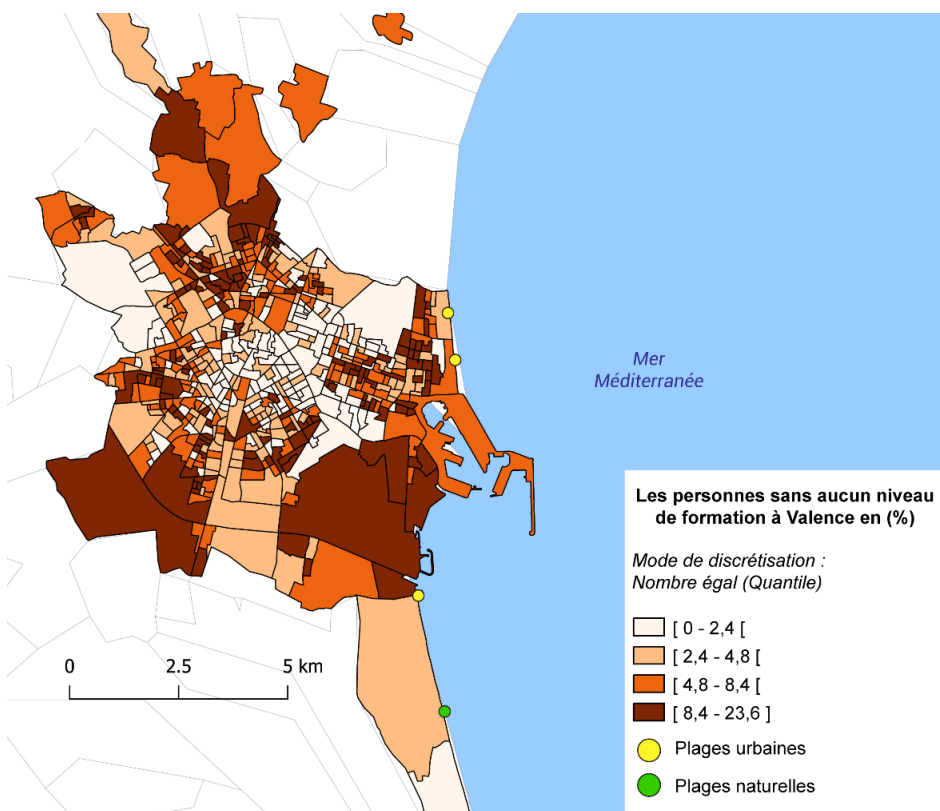 Mer
Méditerranée
Les personnes sans aucun niveau
de formation à Valence en (%)
Mode de discrétisation :
Nombre égal (Quantile)
[ 0 - 2,4 [
[ 2,4 - 4,8 [
[ 4,8 - 8,4 [
[ 8,4 - 23,6 ]
Plages urbaines
Plages naturelles
0 2.5 5 km